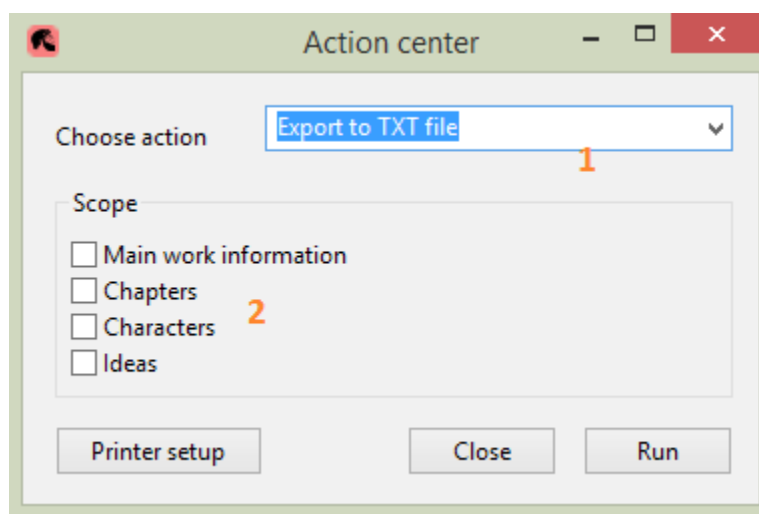 Action center
Choose action Export to TXT file
1
Scope
Main work information
Chapters
2
Characters
Ideas
Printer setup Close Run